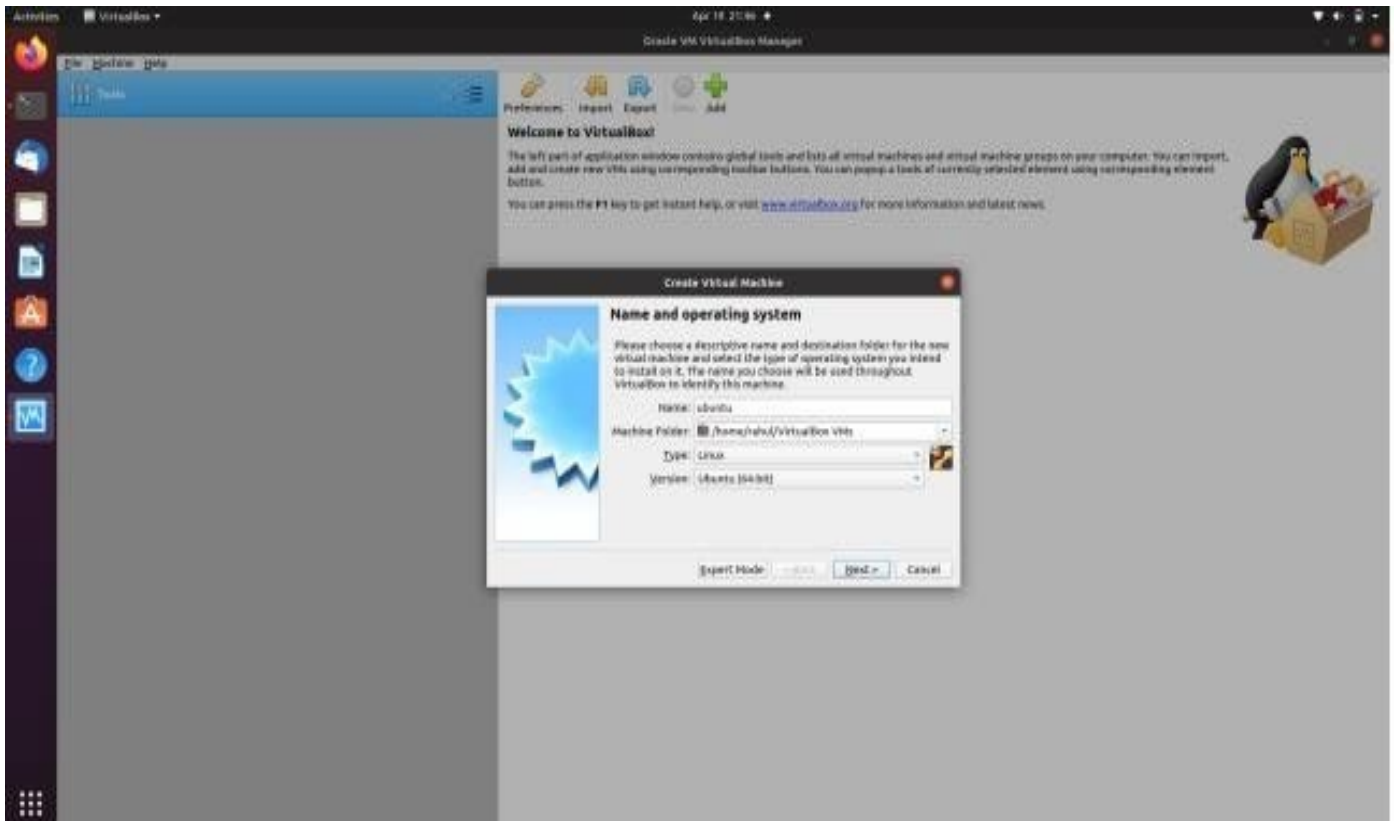 Activities VirtualBox
Apr 18 21:46
Oracle VM VirtualBox Manager
File Machine Help
Tools
Preferences Import Export New Add
Welcome to VirtualBox!
The left part of application window contains global tools and lists all virtual machines and virtual machine groups on your computer. You can import,
add and create new VMs using corresponding toolbar buttons. You can popup a tools of currently selected element using corresponding element
button.
You can press the F1 key to get instant help, or visit www.virtualbox.org for more information and latest news.
Create Virtual Machine
Name and operating system
Please choose a descriptive name and destination folder for the new
virtual machine and select the type of operating system you intend
to install on it. The name you choose will be used throughout
VirtualBox to identify this machine.
Name: ubuntu
Machine Folder: /home/rahul/VirtualBox VMs
Type: Linux
Version: Ubuntu (64-bit)
Expert Mode < Back Next > Cancel